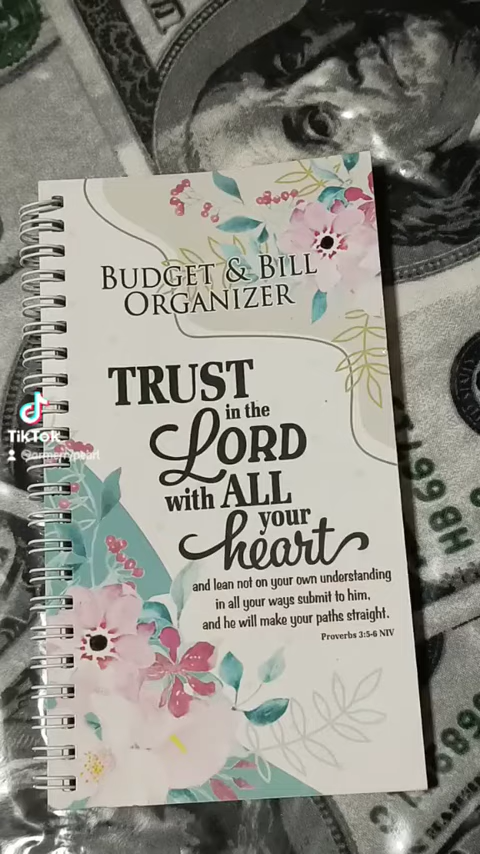 BUDGET & BILL
ORGANIZER
TRUST
in the
LORD
with ALL
your
heart
and lean not on your own understanding
in all your ways submit to him,
and he will make your paths straight.
Proverbs 3:5-6 NIV
TikTok